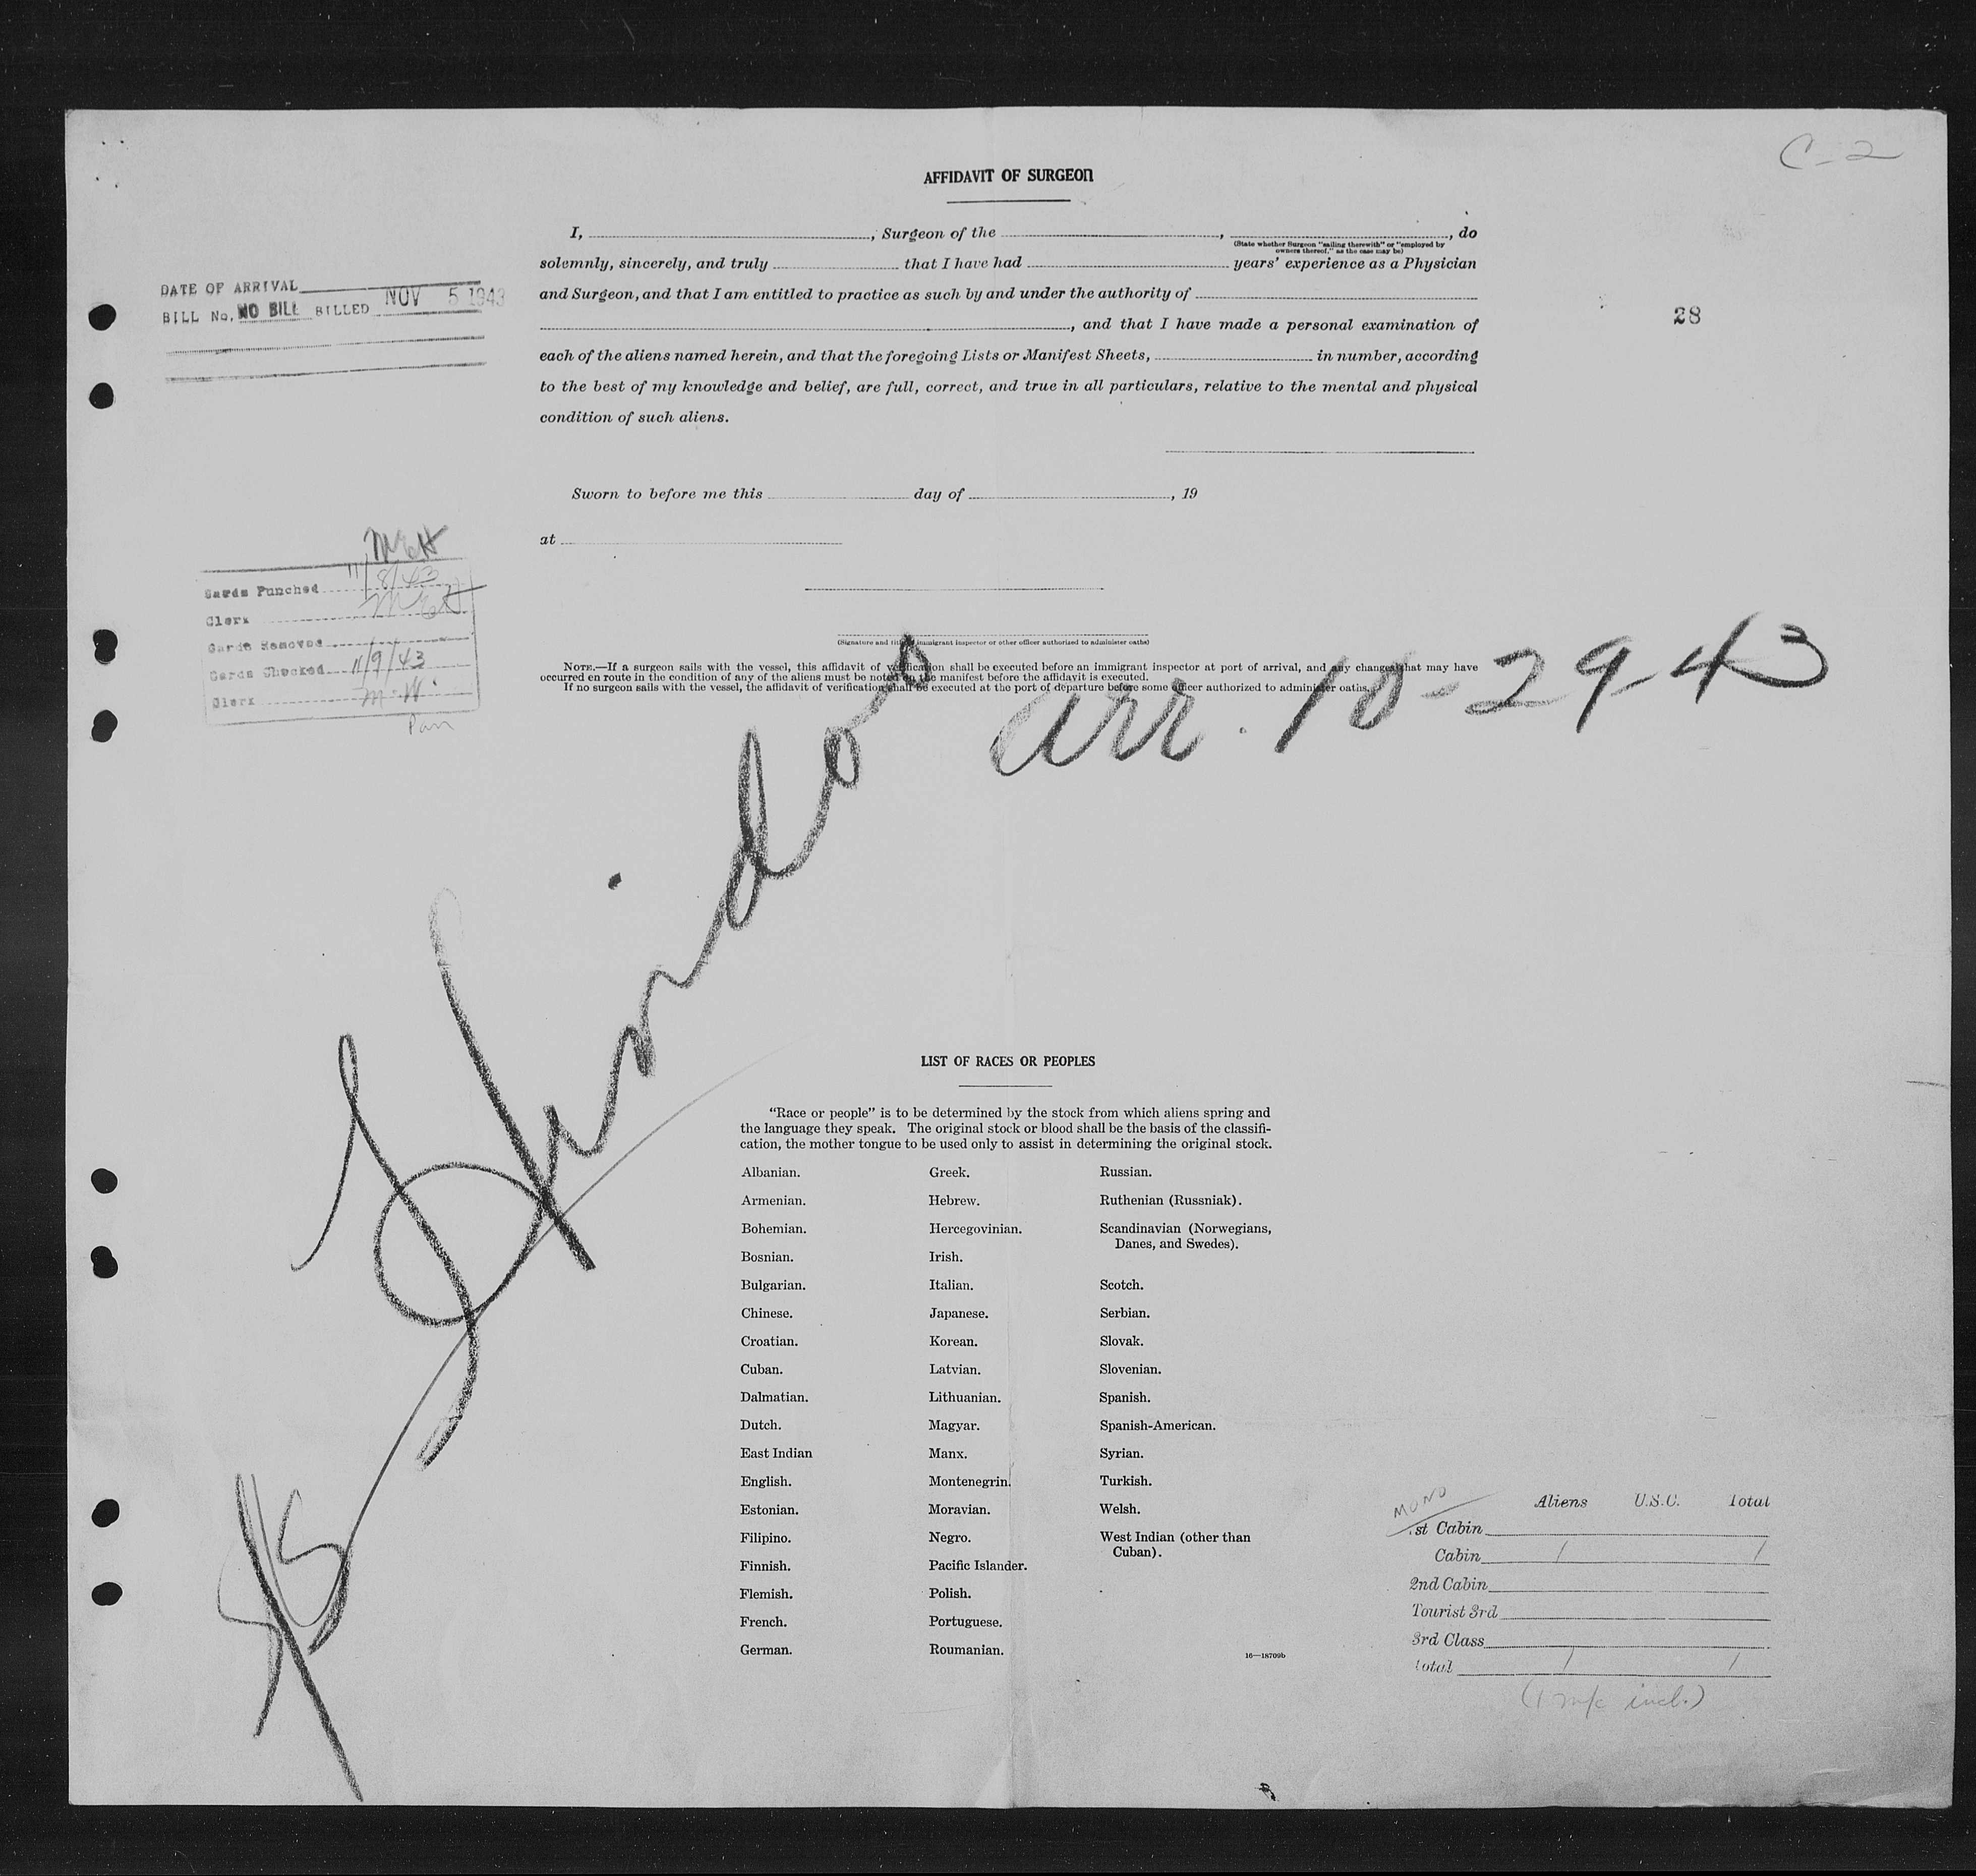 C-2
AFFIDAVIT OF SURGEON
I, , Surgeon of the , , do
(State whether Surgeon "sailing therewith" or "employed by
owners thereof," as the case may be)
solemnly, sincerely, and truly that I have had years' experience as a Physician
and Surgeon, and that I am entitled to practice as such by and under the authority of
, and that I have made a personal examination of
each of the aliens named herein, and that the foregoing Lists or Manifest Sheets, in number, according
to the best of my knowledge and belief, are full, correct, and true in all particulars, relative to the mental and physical
condition of such aliens.
DATE OF ARRIVAL
BILL No. NO BILL BILLED NOV 5 1943
28
Sworn to before me this day of , 19
at
Cards Punched 11/8/43
Clerk
Cards Removed
Cards Checked 11/9/43
Clerk M.W.
(Signature and title of immigrant inspector or other officer authorized to administer oaths)
NOTE.—If a surgeon sails with the vessel, this affidavit of verification shall be executed before an immigrant inspector at port of arrival, and any changes that may have
occurred en route in the condition of any of the aliens must be noted on the manifest before the affidavit is executed.
If no surgeon sails with the vessel, the affidavit of verification shall be executed at the port of departure before some officer authorized to administer oaths.
arr. 10-29-43
SS Hindoo
LIST OF RACES OR PEOPLES
"Race or people" is to be determined by the stock from which aliens spring and
the language they speak. The original stock or blood shall be the basis of the classifi-
cation, the mother tongue to be used only to assist in determining the original stock.
Albanian.
Armenian.
Bohemian.
Bosnian.
Bulgarian.
Chinese.
Croatian.
Cuban.
Dalmatian.
Dutch.
East Indian
English.
Estonian.
Filipino.
Finnish.
Flemish.
French.
German.
Greek.
Hebrew.
Hercegovinian.
Irish.
Italian.
Japanese.
Korean.
Latvian.
Lithuanian.
Magyar.
Manx.
Montenegrin.
Moravian.
Negro.
Pacific Islander.
Polish.
Portuguese.
Roumanian.
Russian.
Ruthenian (Russniak).
Scandinavian (Norwegians,
Danes, and Swedes).
Scotch.
Serbian.
Slovak.
Slovenian.
Spanish.
Spanish-American.
Syrian.
Turkish.
Welsh.
West Indian (other than
Cuban).
16—18709b
MONO
Aliens U.S.C. Total
1st Cabin
Cabin 1 1
2nd Cabin
Tourist 3rd
3rd Class
Total 1 1
(1 m/c incl.)